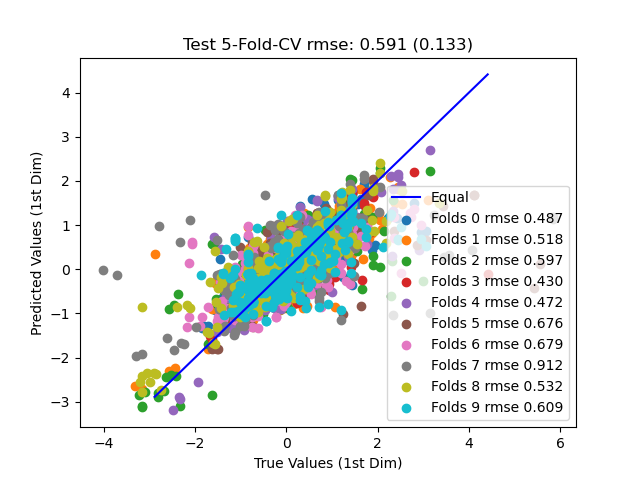 Test 5-Fold-CV rmse: 0.591 (0.133)
Predicted Values (1st Dim)
4
3
2
1
0
−1
−2
−3
Equal
Folds 0 rmse 0.487
Folds 1 rmse 0.518
Folds 2 rmse 0.597
Folds 3 rmse 0.430
Folds 4 rmse 0.472
Folds 5 rmse 0.676
Folds 6 rmse 0.679
Folds 7 rmse 0.912
Folds 8 rmse 0.532
Folds 9 rmse 0.609
−4 −2 0 2 4 6
True Values (1st Dim)